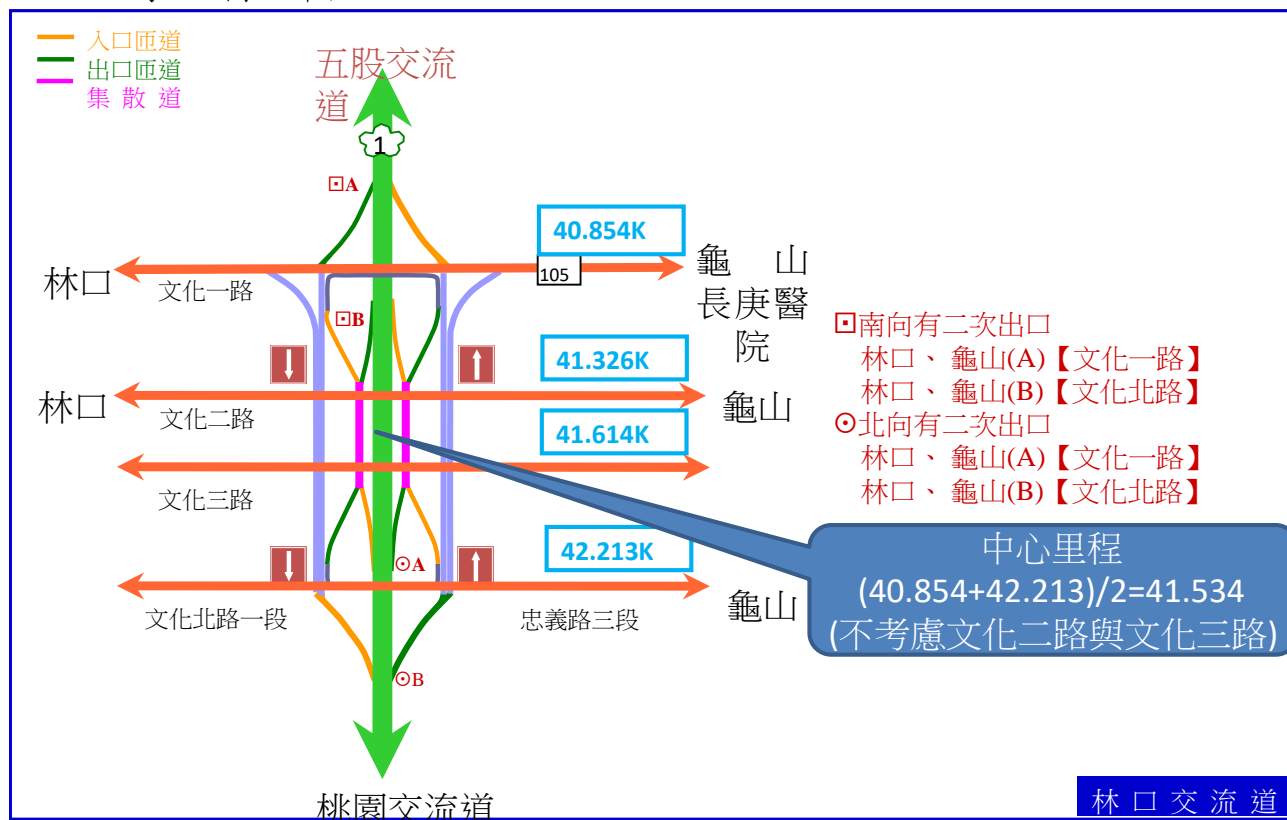 入口匝道
出口匝道
集散道
五股交流
道
1
A
40.854K
林口
文化一路
105
龜 山
長庚醫
院
B
41.326K
林口
文化二路
龜山
41.614K
文化三路
南向有二次出口
林口、龜山(A)【文化一路】
林口、龜山(B)【文化北路】
北向有二次出口
林口、龜山(A)【文化一路】
林口、龜山(B)【文化北路】
42.213K
A
中心里程
(40.854+42.213)/2=41.534
(不考慮文化二路與文化三路)
文化北路一段
忠義路三段
龜山
B
桃園交流道
林口交流道